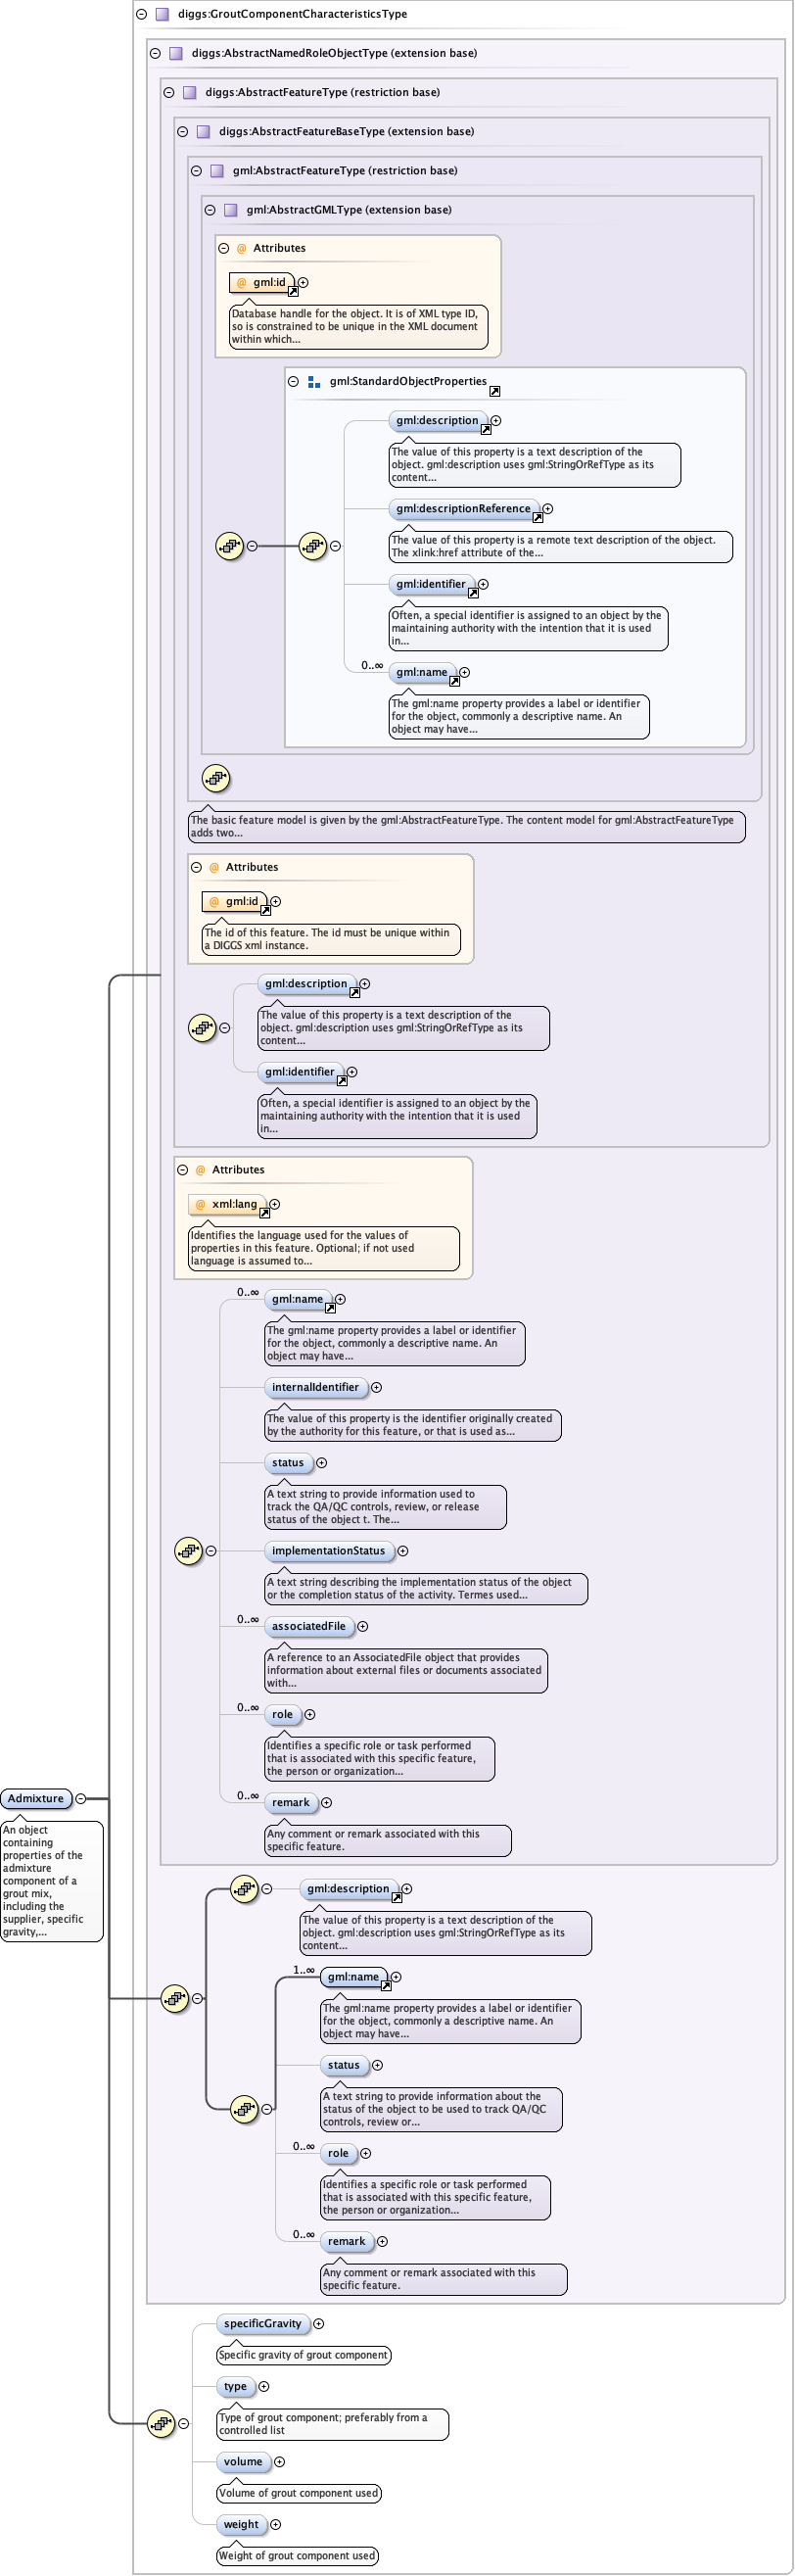 diggs:GroutComponentCharacteristicsType
diggs:AbstractNamedRoleObjectType (extension base)
diggs:AbstractFeatureType (restriction base)
diggs:AbstractFeatureBaseType (extension base)
gml:AbstractFeatureType (restriction base)
gml:AbstractGMLType (extension base)
@ Attributes
@ gml:id
Database handle for the object. It is of XML type ID,
so is constrained to be unique in the XML document
within which...
gml:StandardObjectProperties
gml:description
The value of this property is a text description of the
object. gml:description uses gml:StringOrRefType as its
content...
gml:descriptionReference
The value of this property is a remote text description of the object.
The xlink:href attribute of the...
gml:identifier
Often, a special identifier is assigned to an object by the
maintaining authority with the intention that it is used
in...
0..∞
gml:name
The gml:name property provides a label or identifier
for the object, commonly a descriptive name. An
object may have...
The basic feature model is given by the gml:AbstractFeatureType. The content model for gml:AbstractFeatureType
adds two...
@ Attributes
@ gml:id
The id of this feature. The id must be unique within
a DIGGS xml instance.
gml:description
The value of this property is a text description of the
object. gml:description uses gml:StringOrRefType as its
content...
gml:identifier
Often, a special identifier is assigned to an object by the
maintaining authority with the intention that it is used
in...
@ Attributes
@ xml:lang
Identifies the language used for the values of
properties in this feature. Optional; if not used
language is assumed to...
0..∞
gml:name
The gml:name property provides a label or identifier
for the object, commonly a descriptive name. An
object may have...
internalIdentifier
The value of this property is the identifier originally created
by the authority for this feature, or that is used as...
status
A text string to provide information used to
track the QA/QC controls, review, or release
status of the object t. The...
implementationStatus
A text string describing the implementation status of the object
or the completion status of the activity. Termes used...
0..∞
associatedFile
A reference to an AssociatedFile object that provides
information about external files or documents associated
with...
0..∞
role
Identifies a specific role or task performed
that is associated with this specific feature,
the person or organization...
0..∞
remark
Any comment or remark associated with this
specific feature.
Admixture
An object
containing
properties of the
admixture
component of a
grout mix,
including the
supplier, specific
gravity,...
gml:description
The value of this property is a text description of the
object. gml:description uses gml:StringOrRefType as its
content...
1..∞
gml:name
The gml:name property provides a label or identifier
for the object, commonly a descriptive name. An
object may have...
status
A text string to provide information about the
status of the object to be used to track QA/QC
controls, review or...
0..∞
role
Identifies a specific role or task performed
that is associated with this specific feature,
the person or organization...
0..∞
remark
Any comment or remark associated with this
specific feature.
specificGravity
Specific gravity of grout component
type
Type of grout component; preferably from a
controlled list
volume
Volume of grout component used
weight
Weight of grout component used